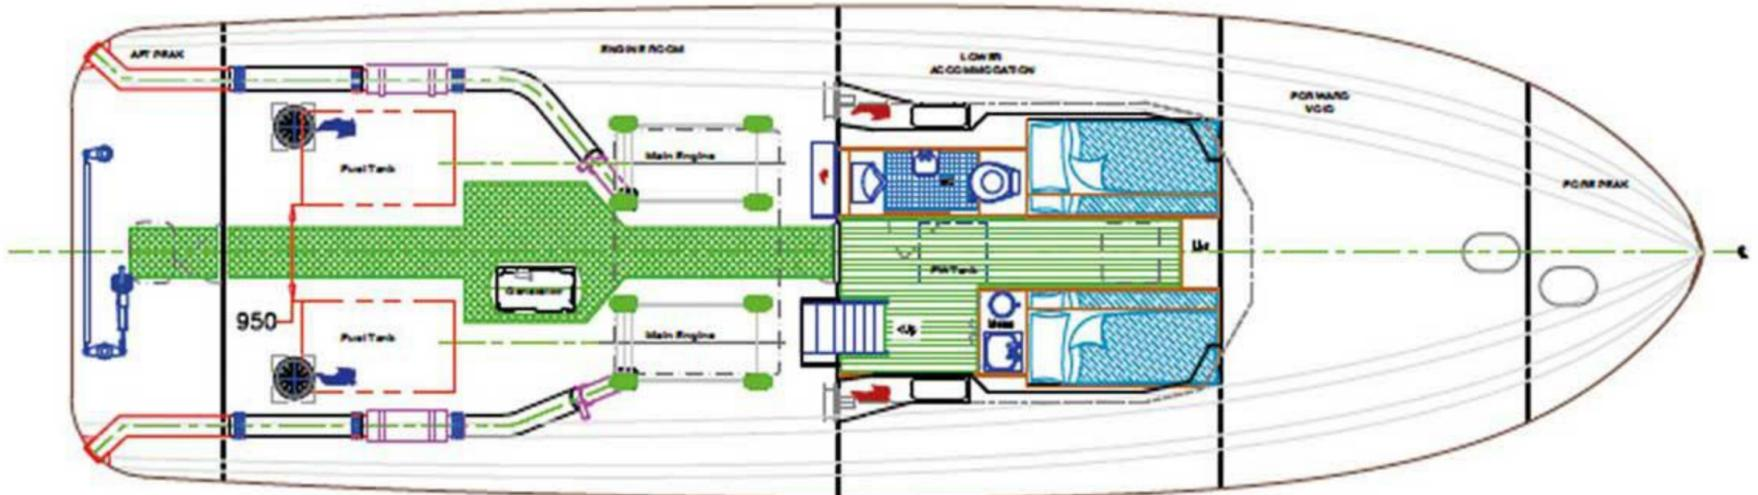 AFT PEAK
ENGINE ROOM
LOWER
ACCOMMODATION
FORWARD
VOID
FORE PEAK
Fuel Tank
Main Engine
WC
FW Tank
Generator
950
Fuel Tank
Main Engine
Up